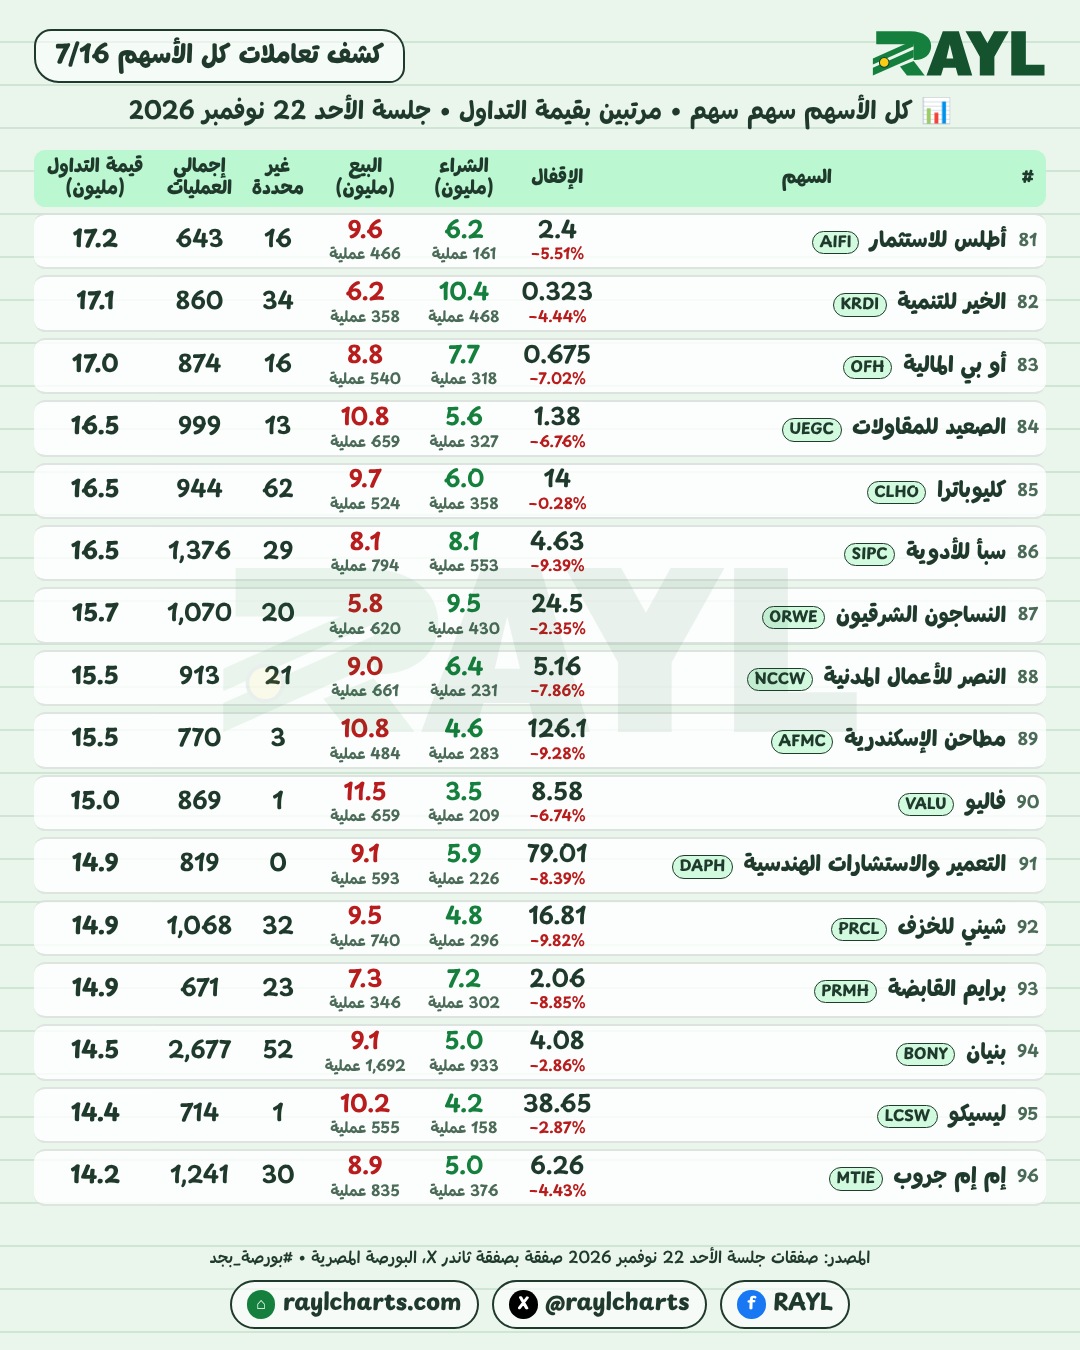 RAYL
كشف تعاملات كل الأسهم 7/16
📊 كل الأسهم سهم سهم • مرتبين بقيمة التداول • جلسة الأحد 22 نوفمبر 2026
# السهم الإقفال الشراء (مليون) البيع (مليون) غير محددة إجمالي العمليات قيمة التداول (مليون)
81 أطلس للاستثمار AIFI 2.4 6.2 9.6 16 643 17.2
-5.51% 161 عملية 466 عملية
82 الخير للتنمية KRDI 0.323 10.4 6.2 34 860 17.1
-4.44% 468 عملية 358 عملية
83 أو بي المالية OFH 0.675 7.7 8.8 16 874 17.0
-7.02% 318 عملية 540 عملية
84 الصعيد للمقاولات UEGC 1.38 5.6 10.8 13 999 16.5
-6.76% 327 عملية 659 عملية
85 كليوباترا CLHO 14 6.0 9.7 62 944 16.5
-0.28% 358 عملية 524 عملية
86 سبأ للأدوية SIPC 4.63 8.1 8.1 29 1,376 16.5
-9.39% 553 عملية 794 عملية
87 النساجون الشرقيون ORWE 24.5 9.5 5.8 20 1,070 15.7
-2.35% 430 عملية 620 عملية
88 النصر للأعمال المدنية NCCW 5.16 6.4 9.0 21 913 15.5
-7.86% 231 عملية 661 عملية
89 مطاحن الإسكندرية AFMC 126.1 4.6 10.8 3 770 15.5
-9.28% 283 عملية 484 عملية
90 فاليو VALU 8.58 3.5 11.5 1 869 15.0
-6.74% 209 عملية 659 عملية
91 التعمير والاستشارات الهندسية DAPH 79.01 5.9 9.1 0 819 14.9
-8.39% 226 عملية 593 عملية
92 شيني للخزف PRCL 16.81 4.8 9.5 32 1,068 14.9
-9.82% 296 عملية 740 عملية
93 برايم القابضة PRMH 2.06 7.2 7.3 23 671 14.9
-8.85% 302 عملية 346 عملية
94 بنيان BONY 4.08 5.0 9.1 52 2,677 14.5
-2.86% 933 عملية 1,692 عملية
95 ليسيكو LCSW 38.65 4.2 10.2 1 714 14.4
-2.87% 158 عملية 555 عملية
96 إم إم جروب MTIE 6.26 5.0 8.9 30 1,241 14.2
-4.43% 376 عملية 835 عملية
المصدر: صفقات جلسة الأحد 22 نوفمبر 2026 صفقة بصفقة ثاندر X، البورصة المصرية • #بورصة_بجد
raylcharts.com @raylcharts RAYL